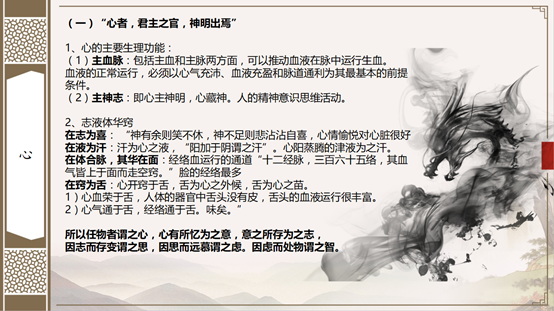 （一）“心者，君主之官，神明出焉”
1、心的主要生理功能：
（1）主血脉：包括主血和主脉两方面，可以推动血液在脉中运行生血。
血液的正常运行，必须以心气充沛、血液充盈和脉道通利为其最基本的前提
条件。
（2）主神志：即心主神明，心藏神。人的精神意识思维活动。
2、志液体华窍
在志为喜： “神有余则笑不休，神不足则悲沾沾自喜，心情愉悦对心脏很好
在液为汗：汗为心之液，“阳加于阴谓之汗”。心阳蒸腾的津液为之汗。
在体合脉，其华在面：经络血运行的通道“十二经脉，三百六十五络，其血
气皆上于面而走空窍。”脸的经络最多
在窍为舌：心开窍于舌，舌为心之外候，舌为心之苗。
1）心血荣于舌，人体的器官中舌头没有皮，舌头的血液运行很丰富。
2）心气通于舌，经络通于舌。味矣。”
所以任物者谓之心，心有所忆为之意，意之所存为之志，
因志而存变谓之思，因思而远慕谓之虑。因虑而处物谓之智。
心